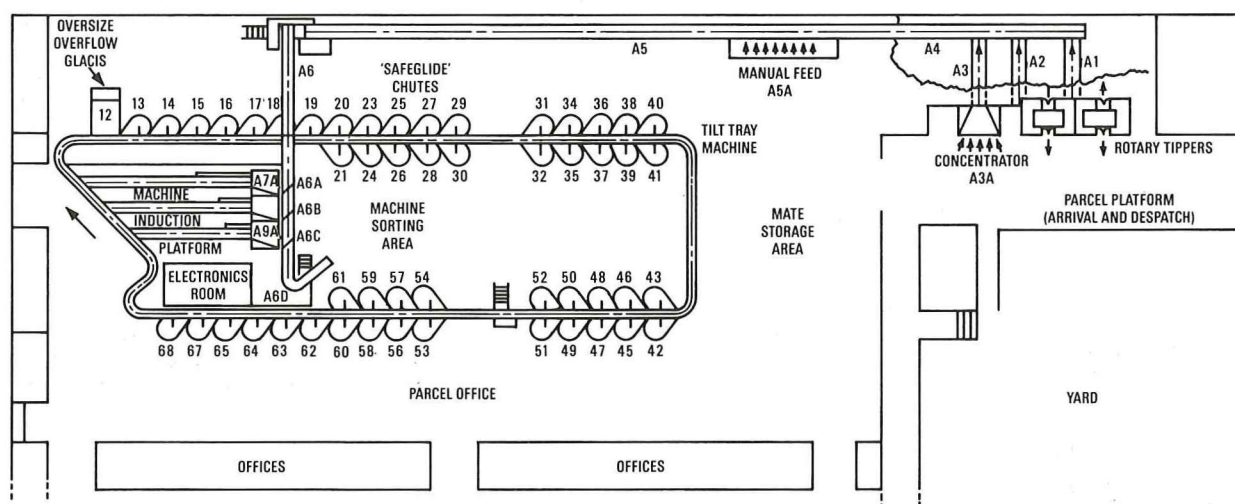 OVERSIZE
OVERFLOW
GLACIS
12
13 14 15 16 17 18 19 20 23 25 27 29
31 34 36 38 40
A6
'SAFEGLIDE'
CHUTES
A5
MANUAL FEED
A5A
A4
A3
A2
A1
TILT TRAY
MACHINE
CONCENTRATOR
A3A
ROTARY TIPPERS
21 24 26 28 30
32 35 37 39 41
A7A
A6A
MACHINE
A6B
INDUCTION
A9A
A6C
PLATFORM
ELECTRONICS
ROOM
A6D
MACHINE
SORTING
AREA
MATE
STORAGE
AREA
PARCEL PLATFORM
(ARRIVAL AND DESPATCH)
61 59 57 54
52 50 48 46 43
68 67 65 64 63 62 60 58 56 53
51 49 47 45 42
PARCEL OFFICE
YARD
OFFICES
OFFICES